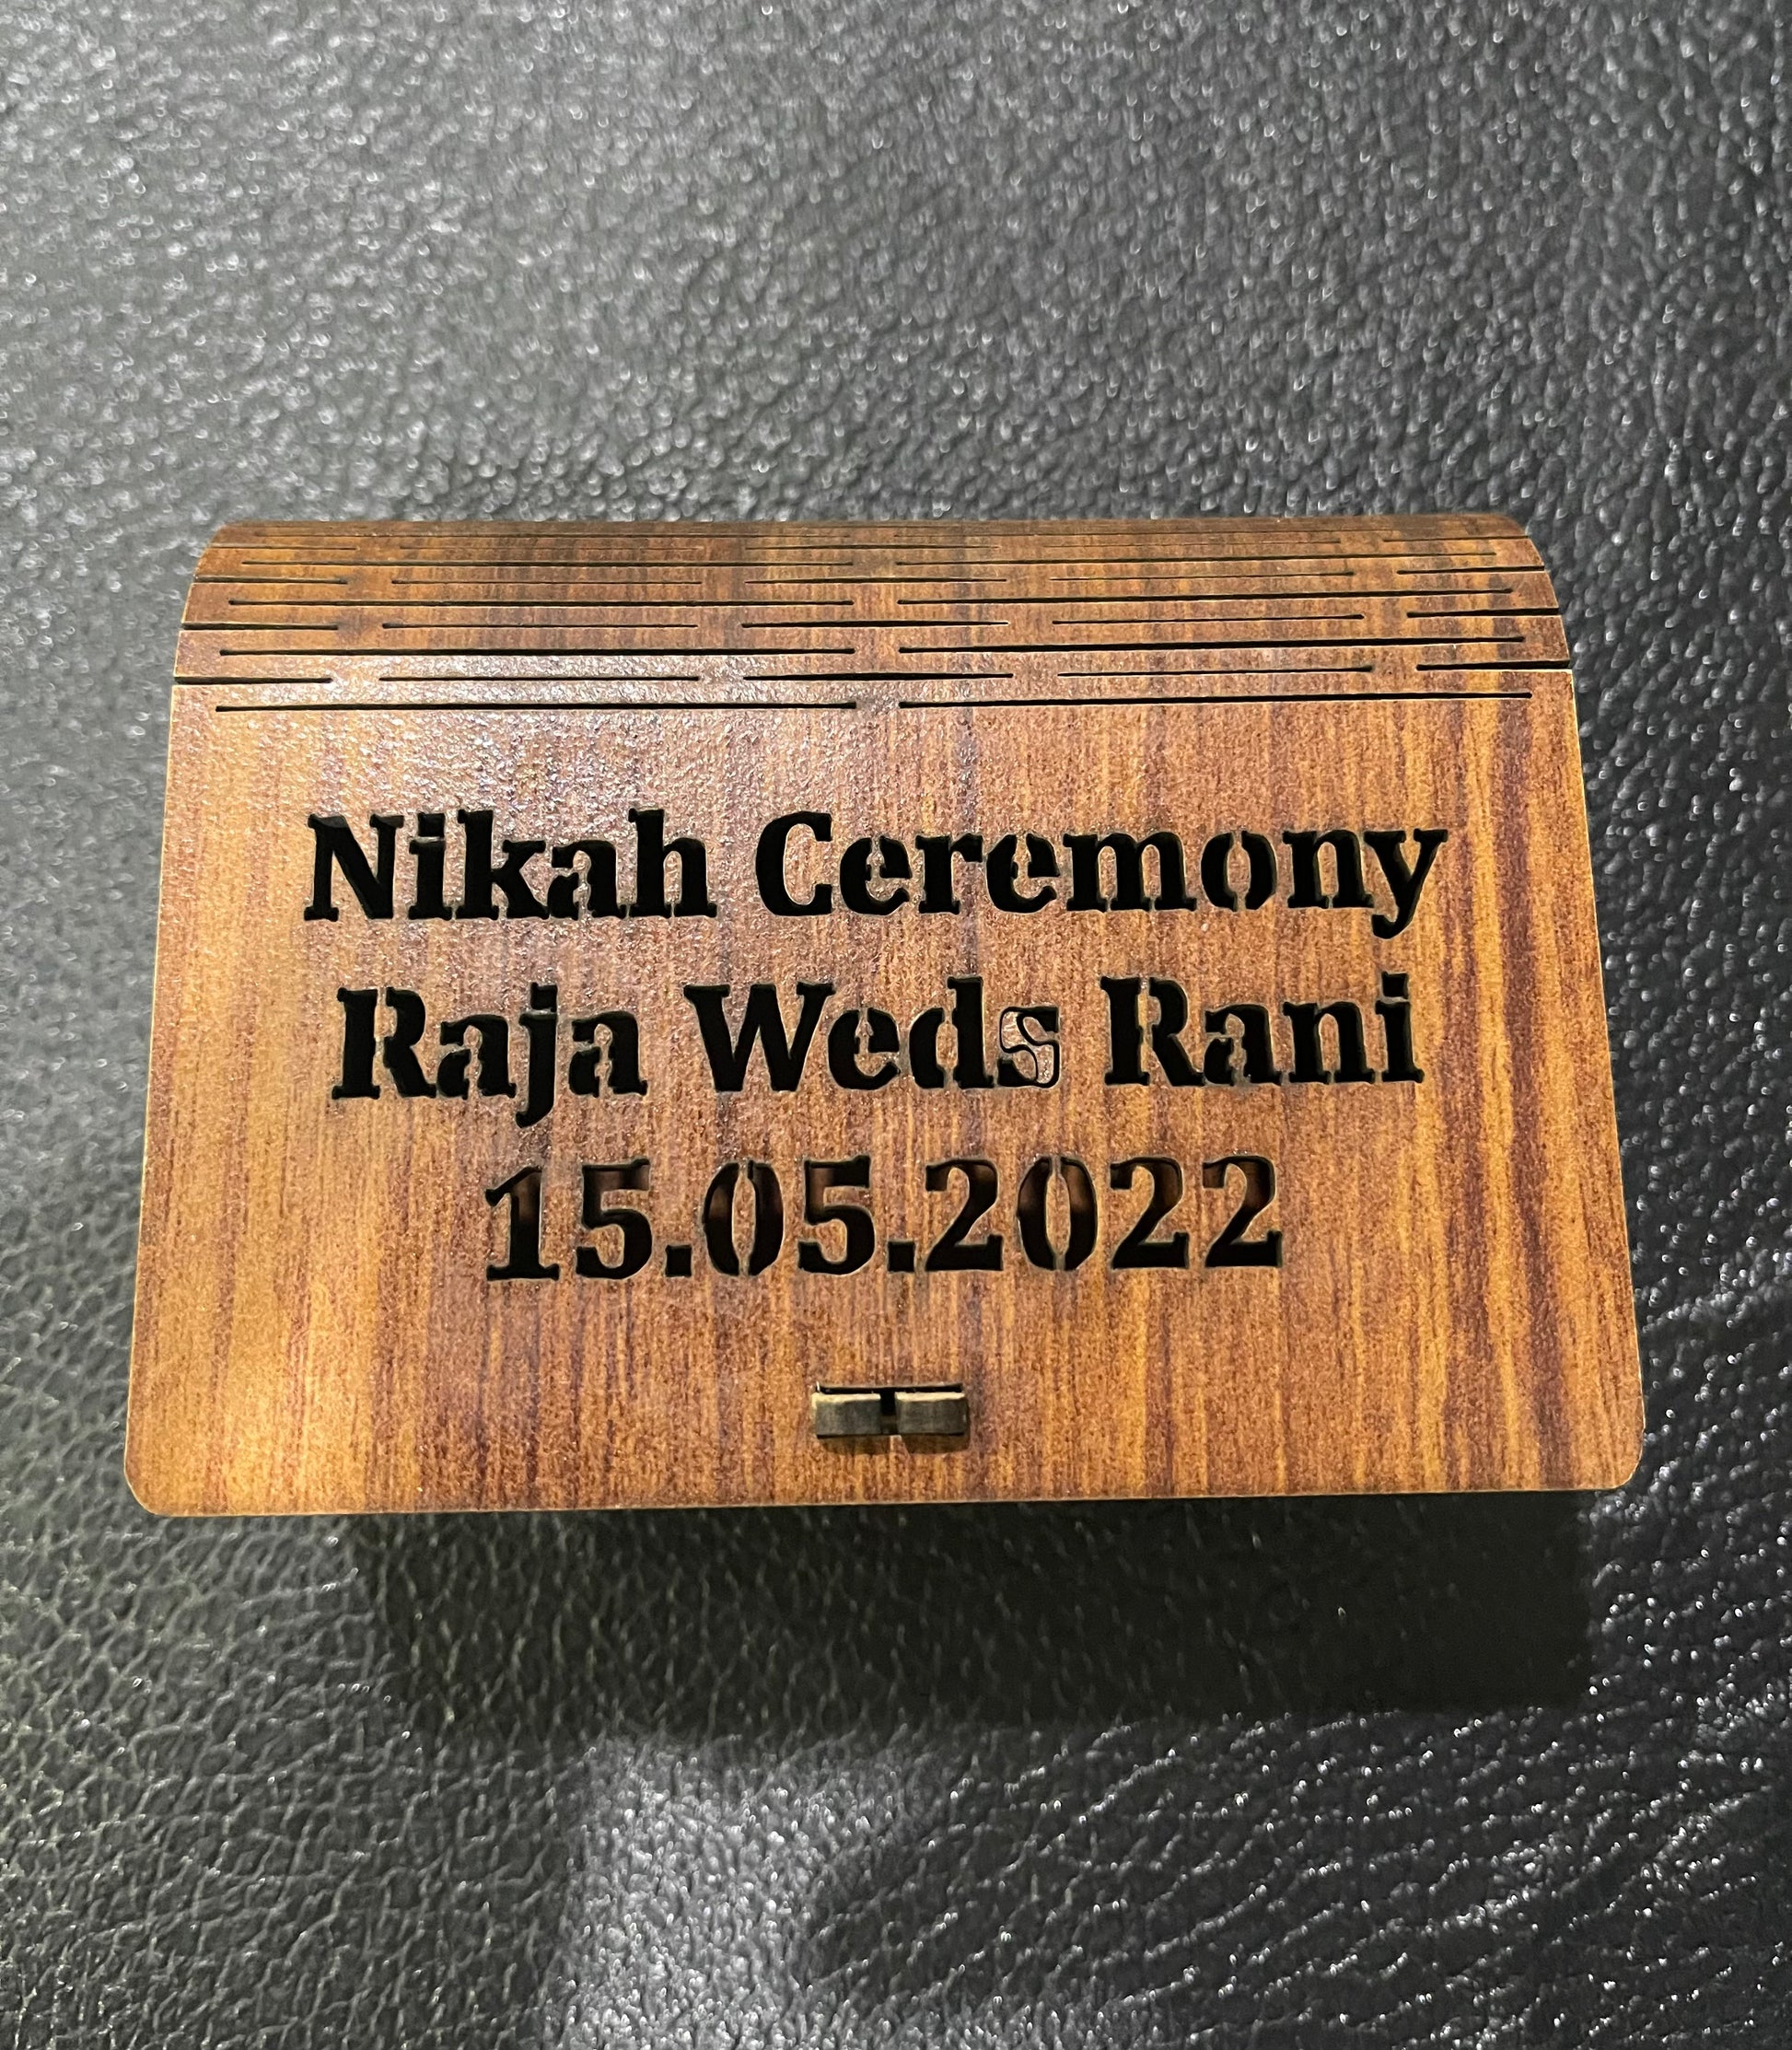 Nikah Ceremony
Raja Weds Rani
15.05.2022